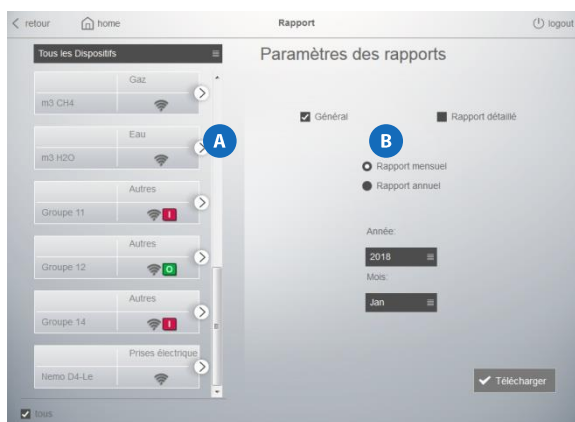 retour home Rapport logout
Tous les Dispositifs
Gaz
m3 CH4
Eau
m3 H2O
Autres
Groupe 11 I
Autres
Groupe 12 O
Autres
Groupe 14 I
Prises électrique
Nemo D4-Le
tous
A
Paramètres des rapports
Général Rapport détaillé
B
Rapport mensuel
Rapport annuel
Année:
2018
Mois:
Jan
Télécharger